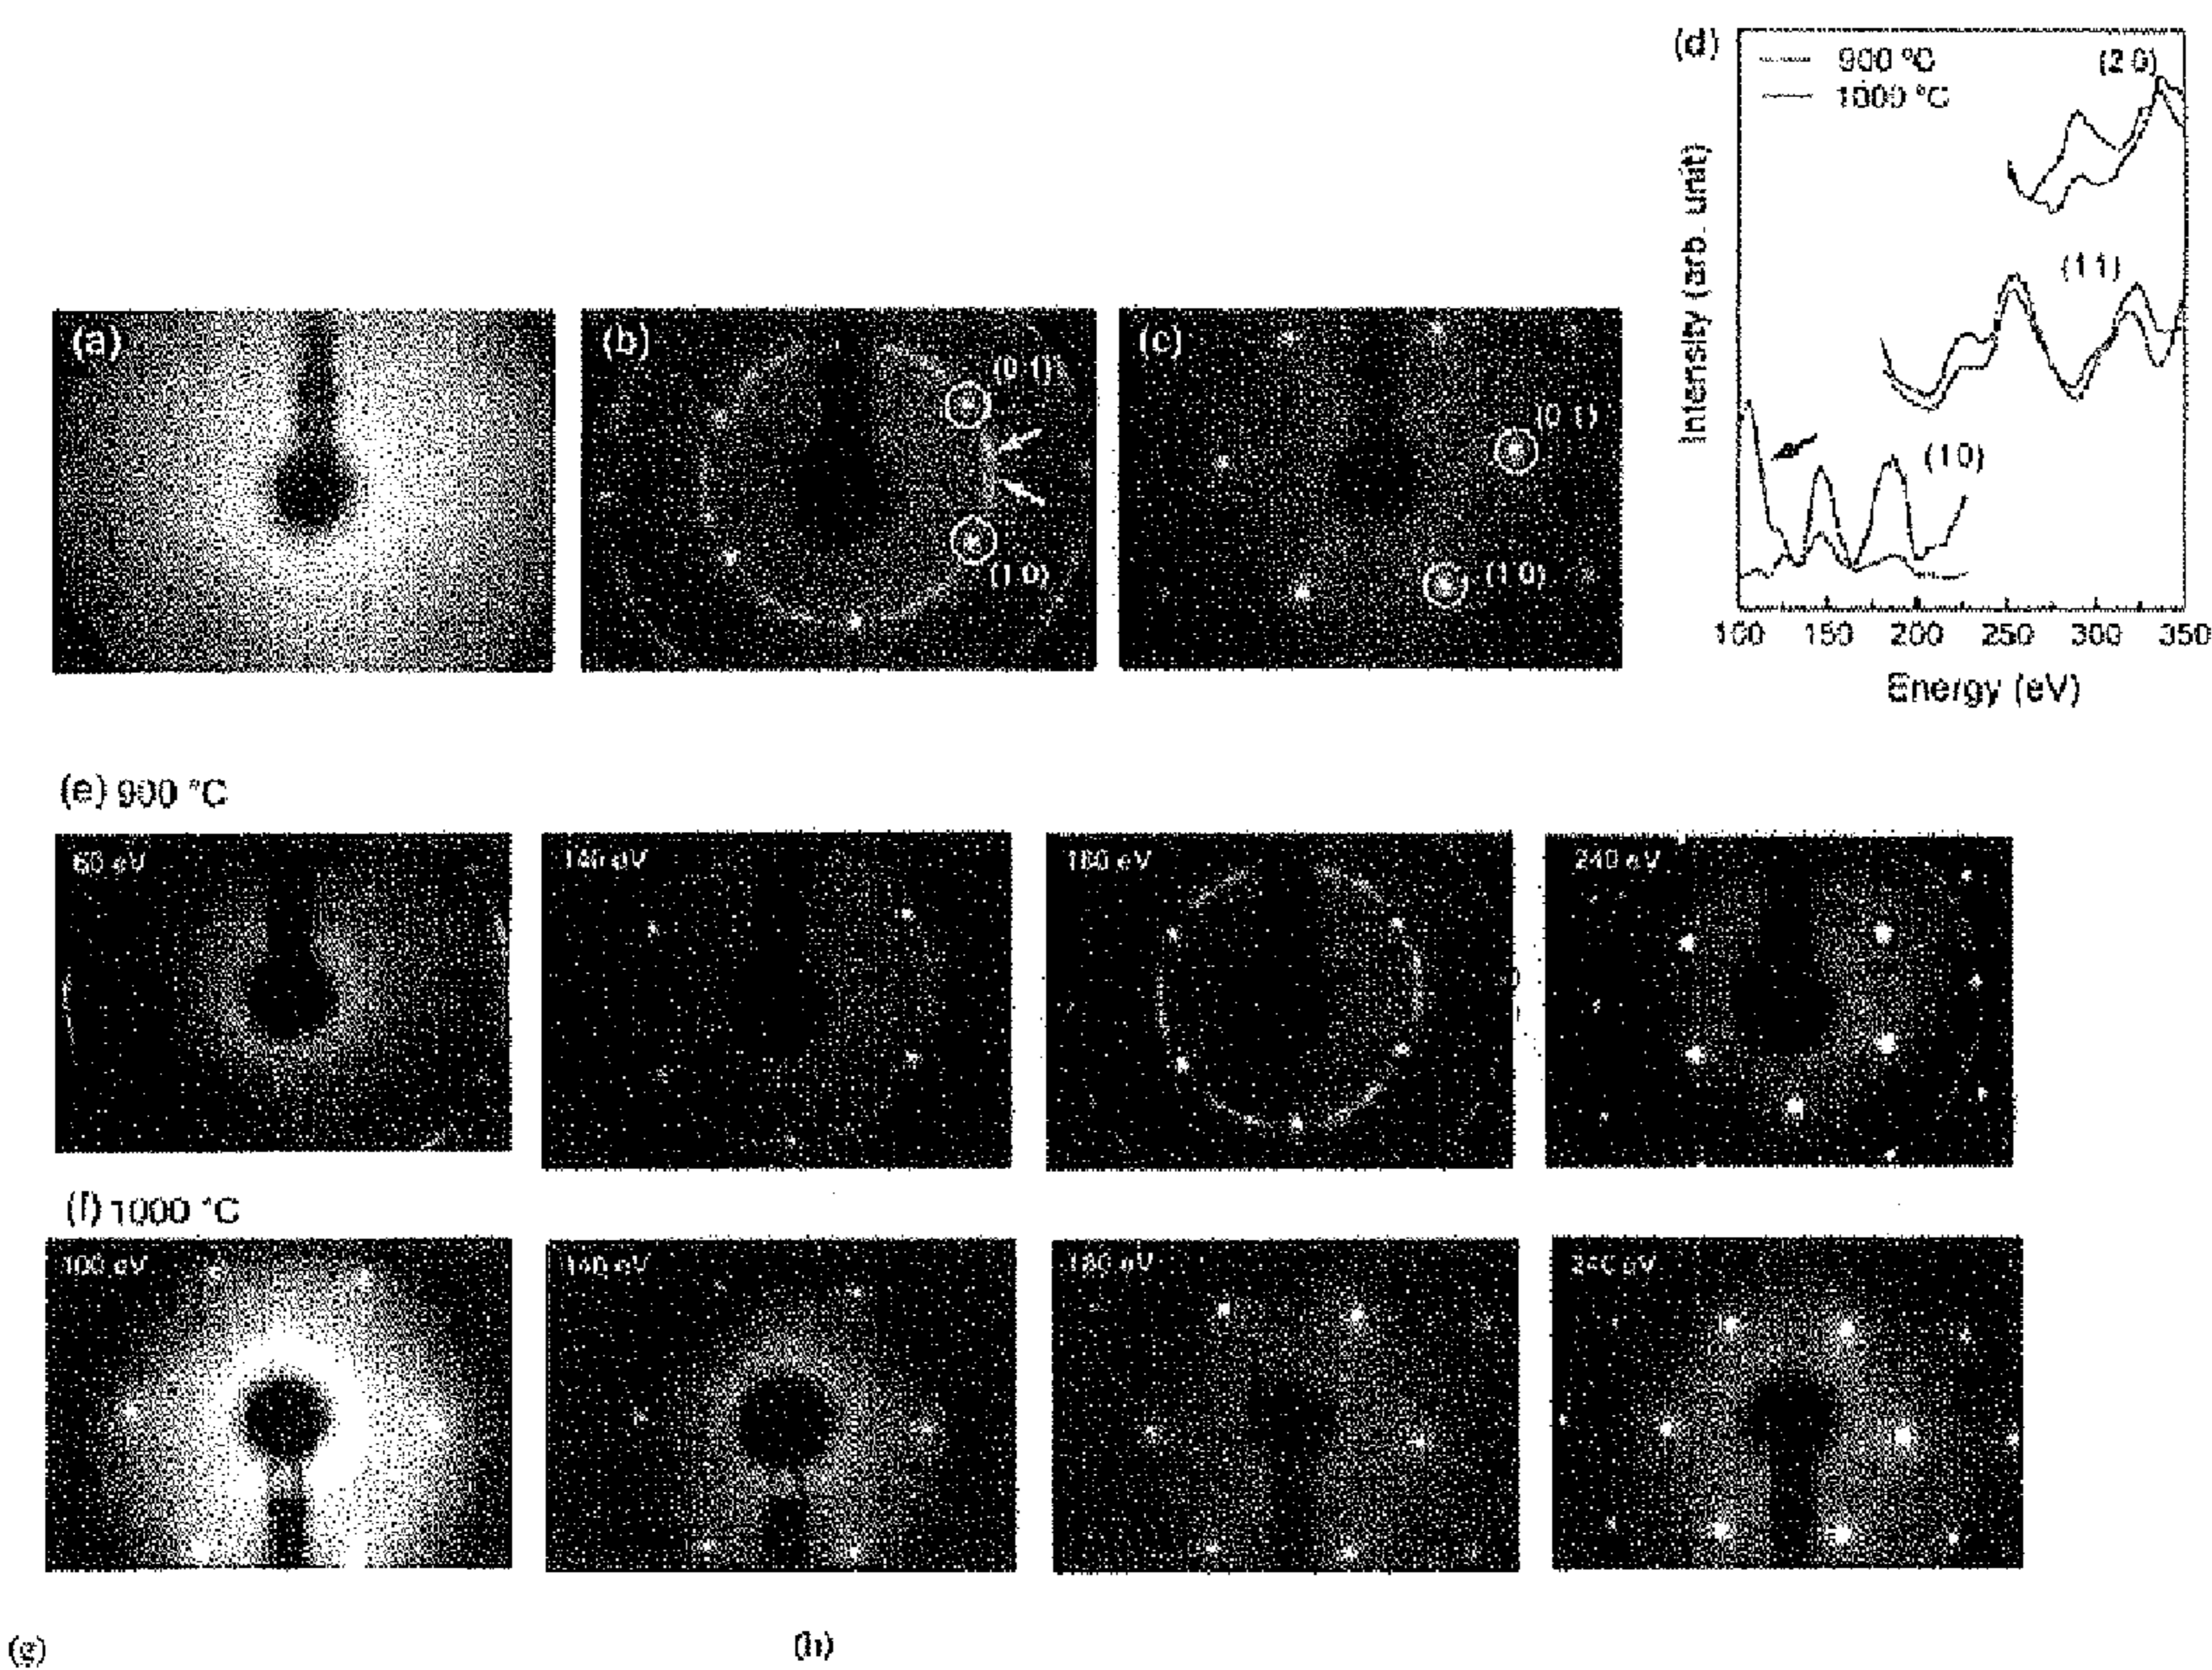 (d)
900 °C
1000 °C
(2 0)
(1 1)
(1 0)
Intensity (arb. unit)
100 150 200 250 300 350
Energy (eV)
(a)
(b)
(0 1)
(1 0)
(c)
(0 1)
(1 0)
(e) 900 °C
140 eV
180 eV
240 eV
(f) 1000 °C
100 eV
140 eV
180 eV
240 eV
(g)
(h)